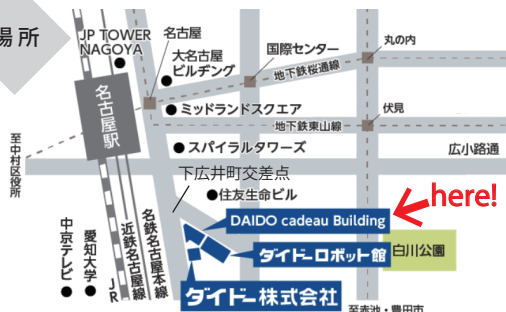 場所
JP TOWER
NAGOYA
名古屋
大名古屋
ビルヂング
国際センター
丸の内
地下鉄桜通線
名古屋駅
ミッドランドスクエア
伏見
地下鉄東山線
至中村区役所
スパイラルタワーズ
広小路通
下広井町交差点
住友生命ビル
here!
DAIDO cadeau Building
中京テレビ
愛知大学
JR
近鉄名古屋線
名鉄名古屋本線
ダイドーロボット館
白川公園
ダイドー株式会社
至赤池・豊田市